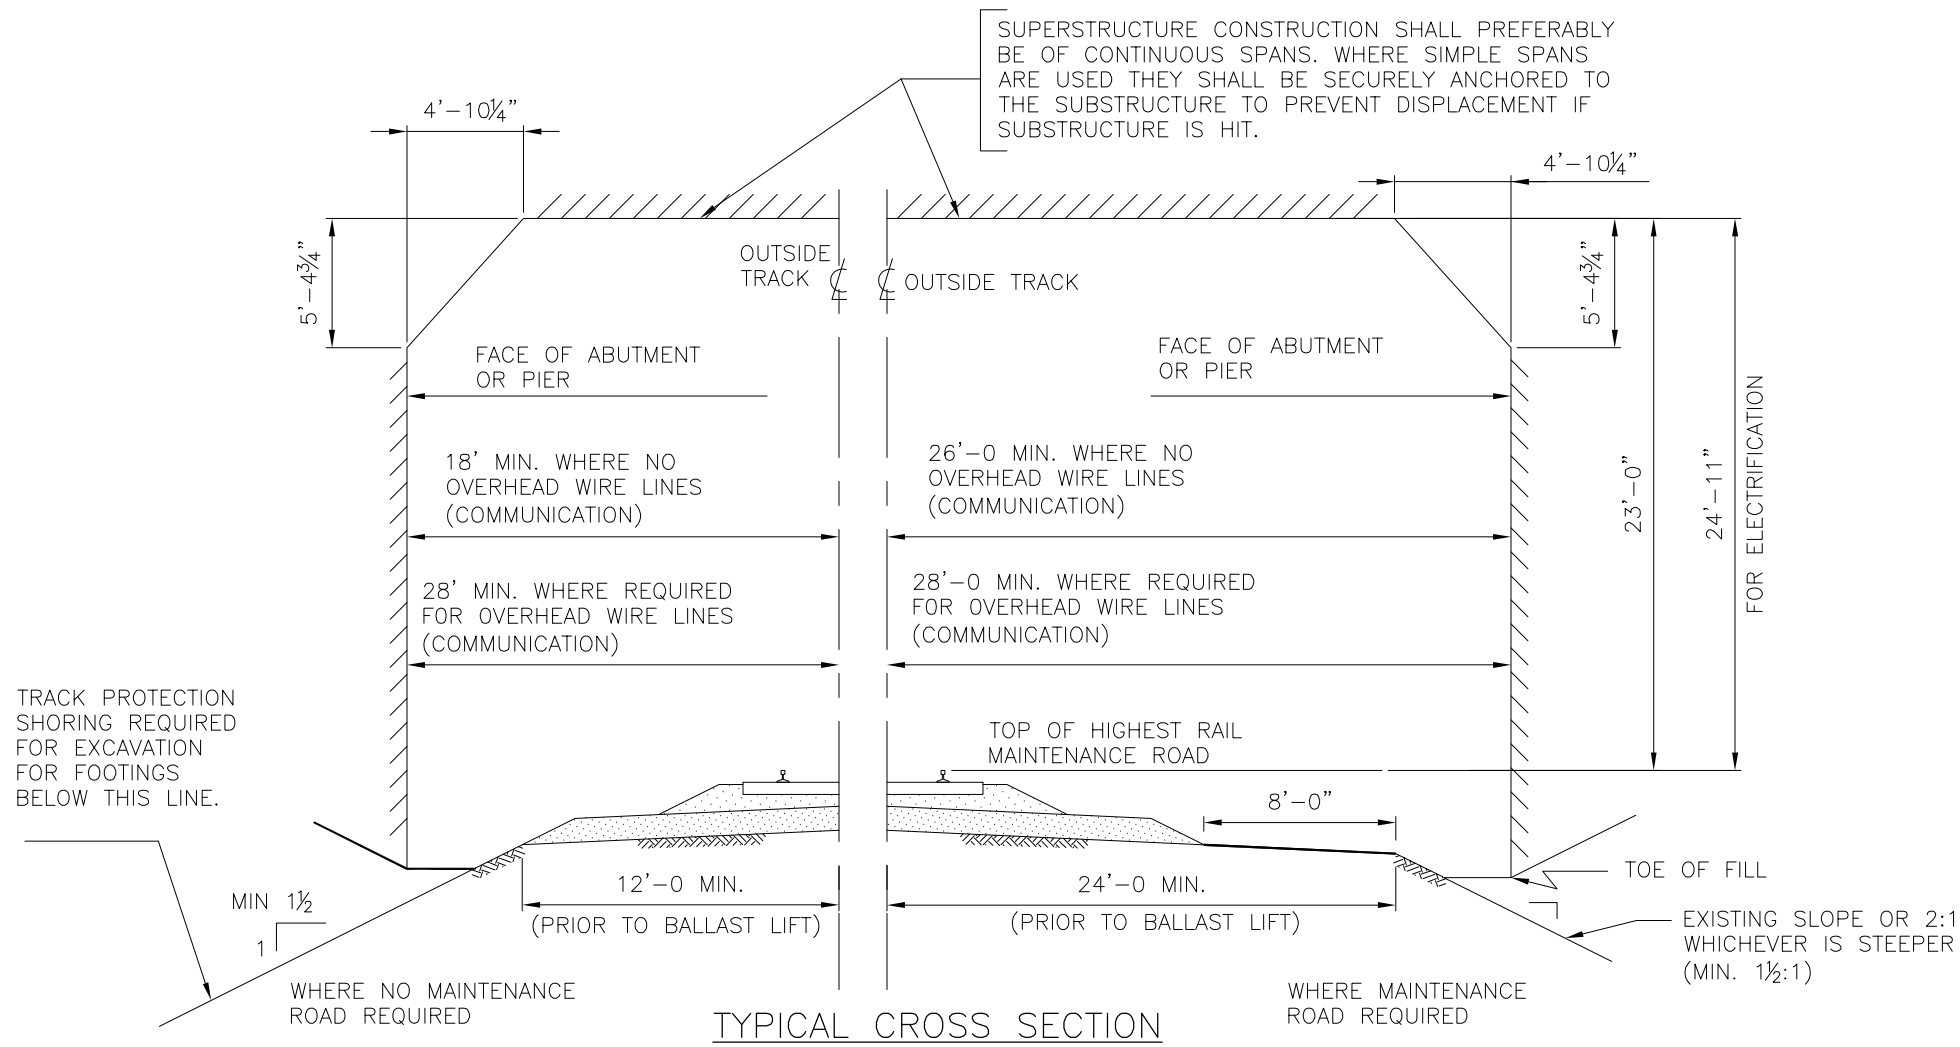 SUPERSTRUCTURE CONSTRUCTION SHALL PREFERABLY
BE OF CONTINUOUS SPANS. WHERE SIMPLE SPANS
ARE USED THEY SHALL BE SECURELY ANCHORED TO
THE SUBSTRUCTURE TO PREVENT DISPLACEMENT IF
SUBSTRUCTURE IS HIT.
4'-10¼"
4'-10¼"
5'-4¾"
5'-4¾"
OUTSIDE
TRACK
OUTSIDE TRACK
FACE OF ABUTMENT
OR PIER
FACE OF ABUTMENT
OR PIER
18' MIN. WHERE NO
OVERHEAD WIRE LINES
(COMMUNICATION)
26'-0 MIN. WHERE NO
OVERHEAD WIRE LINES
(COMMUNICATION)
23'-0"
24'-11"
FOR ELECTRIFICATION
28' MIN. WHERE REQUIRED
FOR OVERHEAD WIRE LINES
(COMMUNICATION)
28'-0 MIN. WHERE REQUIRED
FOR OVERHEAD WIRE LINES
(COMMUNICATION)
TRACK PROTECTION
SHORING REQUIRED
FOR EXCAVATION
FOR FOOTINGS
BELOW THIS LINE.
TOP OF HIGHEST RAIL
MAINTENANCE ROAD
8'-0"
12'-0 MIN.
(PRIOR TO BALLAST LIFT)
24'-0 MIN.
(PRIOR TO BALLAST LIFT)
TOE OF FILL
MIN 1½
1
EXISTING SLOPE OR 2:1
WHICHEVER IS STEEPER
(MIN. 1½:1)
WHERE NO MAINTENANCE
ROAD REQUIRED
WHERE MAINTENANCE
ROAD REQUIRED
TYPICAL CROSS SECTION